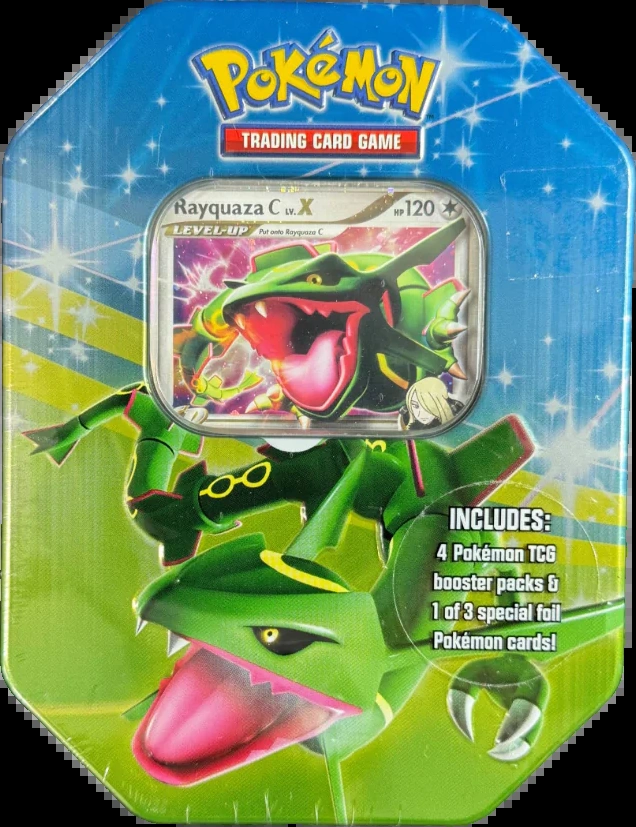 POKéMON
TRADING CARD GAME
Rayquaza C LV.X HP 120
LEVEL-UP Put onto Rayquaza C
INCLUDES:
4 Pokémon TCG
booster packs &
1 of 3 special foil
Pokémon cards!